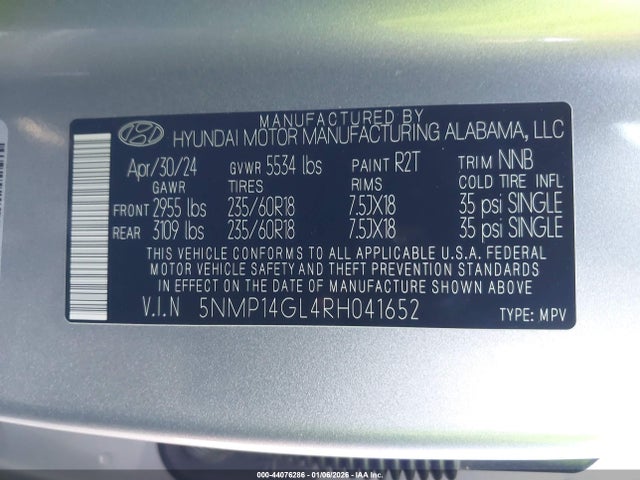 MANUFACTURED BY
HYUNDAI MOTOR MANUFACTURING ALABAMA, LLC
Apr/30/24 GVWR 5534 lbs PAINT R2T TRIM NNB
GAWR TIRES RIMS COLD TIRE INFL
FRONT 2955 lbs 235/60R18 7.5JX18 35 psi SINGLE
REAR 3109 lbs 235/60R18 7.5JX18 35 psi SINGLE
THIS VEHICLE CONFORMS TO ALL APPLICABLE U.S.A. FEDERAL
MOTOR VEHICLE SAFETY AND THEFT PREVENTION STANDARDS
IN EFFECT ON THE DATE OF MANUFACTURE SHOWN ABOVE.
V.I.N 5NMP14GL4RH041652 TYPE: MPV
000-44076286 - 01/06/2026 - IAA Inc.